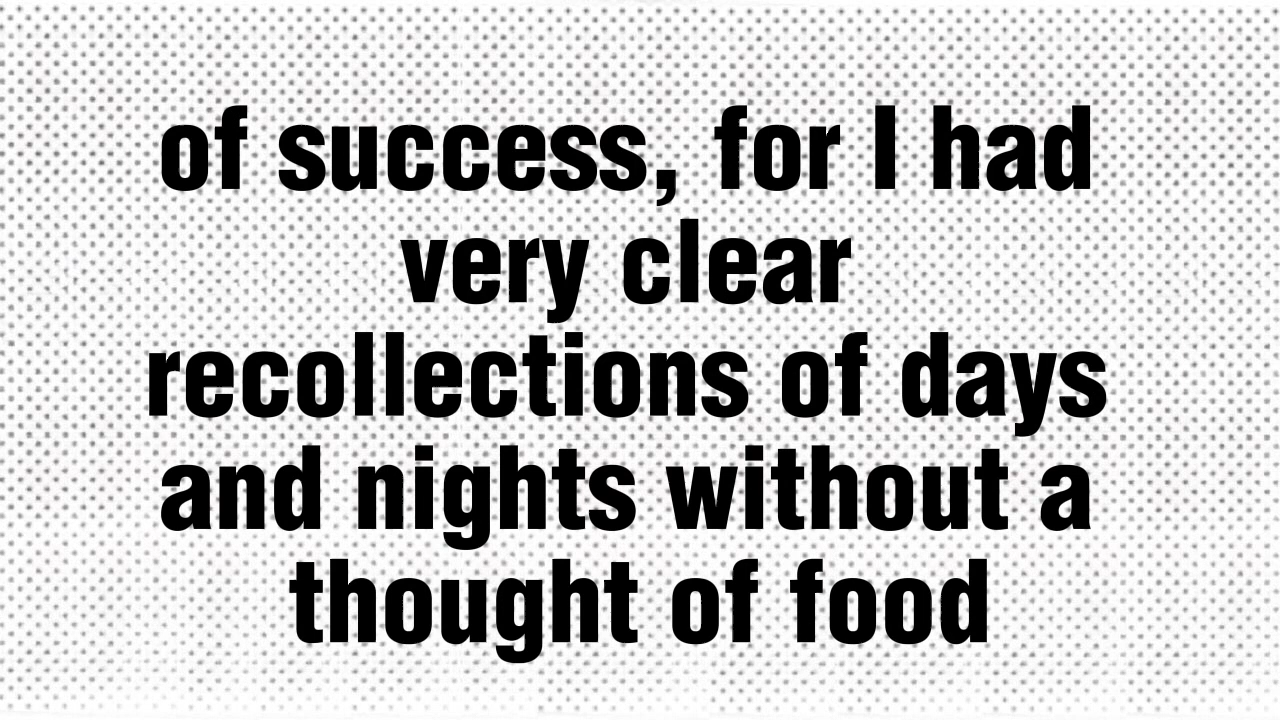 of success, for I had
very clear
recollections of days
and nights without a
thought of food